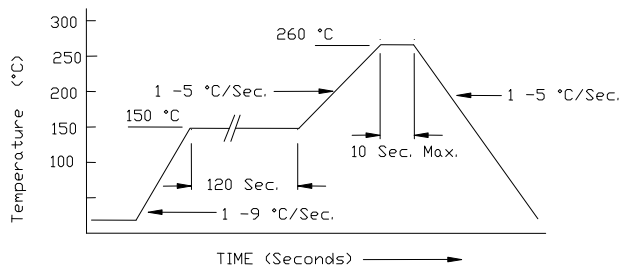 300
260 °C
250
Temperature (°C)
200
1 -5 °C/Sec.
1 -5 °C/Sec.
150 °C
150
10 Sec. Max.
100
120 Sec.
1 -9 °C/Sec.
TIME (Seconds)